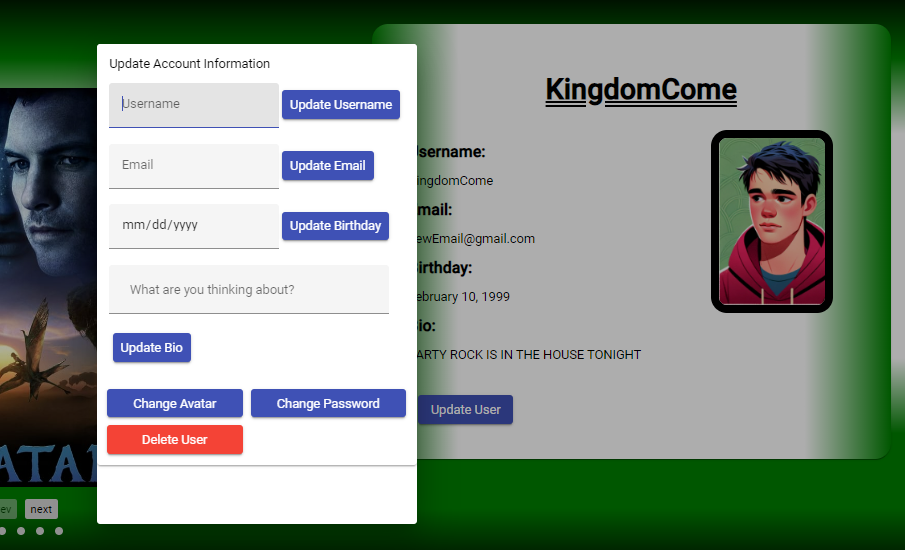 Update Account Information
Username
Update Username
Email
Update Email
mm/dd/yyyy
Update Birthday
What are you thinking about?
Update Bio
Change Avatar
Change Password
Delete User
KingdomCome
sername:
ingdomCome
mail:
ewEmail@gmail.com
irthday:
ebruary 10, 1999
io:
ARTY ROCK IS IN THE HOUSE TONIGHT
Update User
ATAR
ev
next